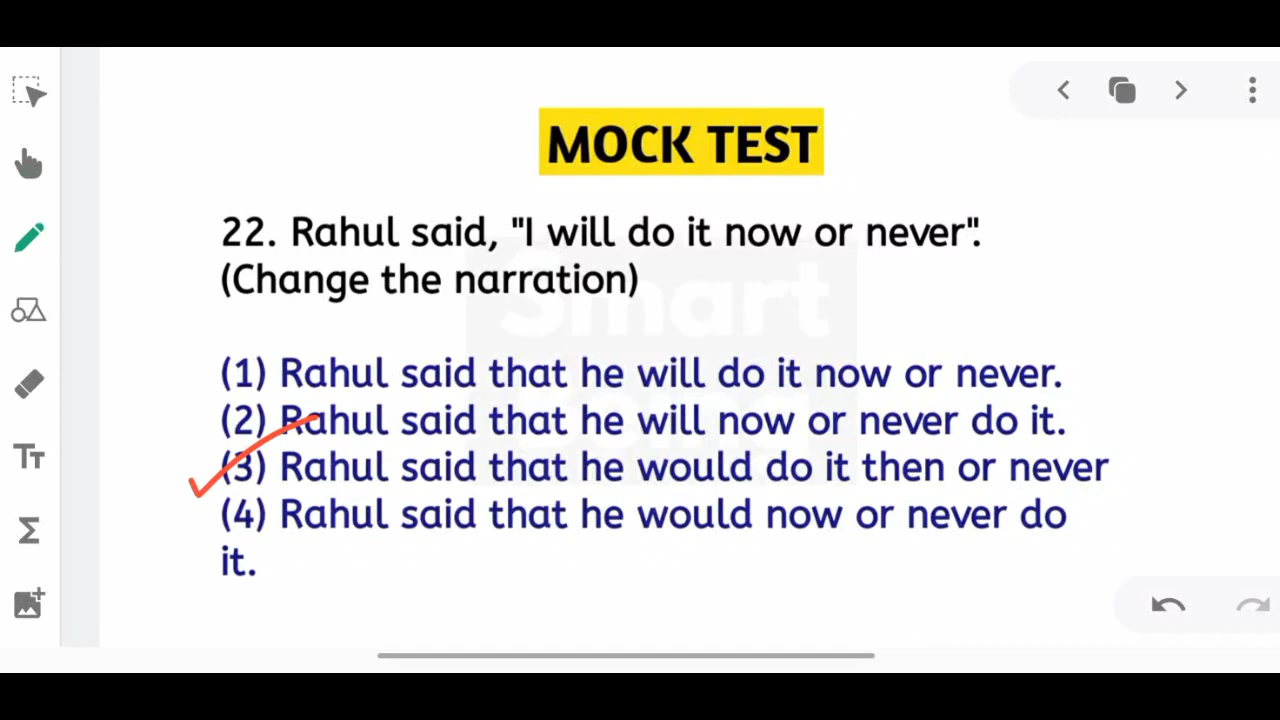 MOCK TEST
22. Rahul said, "I will do it now or never".
(Change the narration)
(1) Rahul said that he will do it now or never.
(2) Rahul said that he will now or never do it.
(3) Rahul said that he would do it then or never
(4) Rahul said that he would now or never do
it.
Smart
TT
Σ